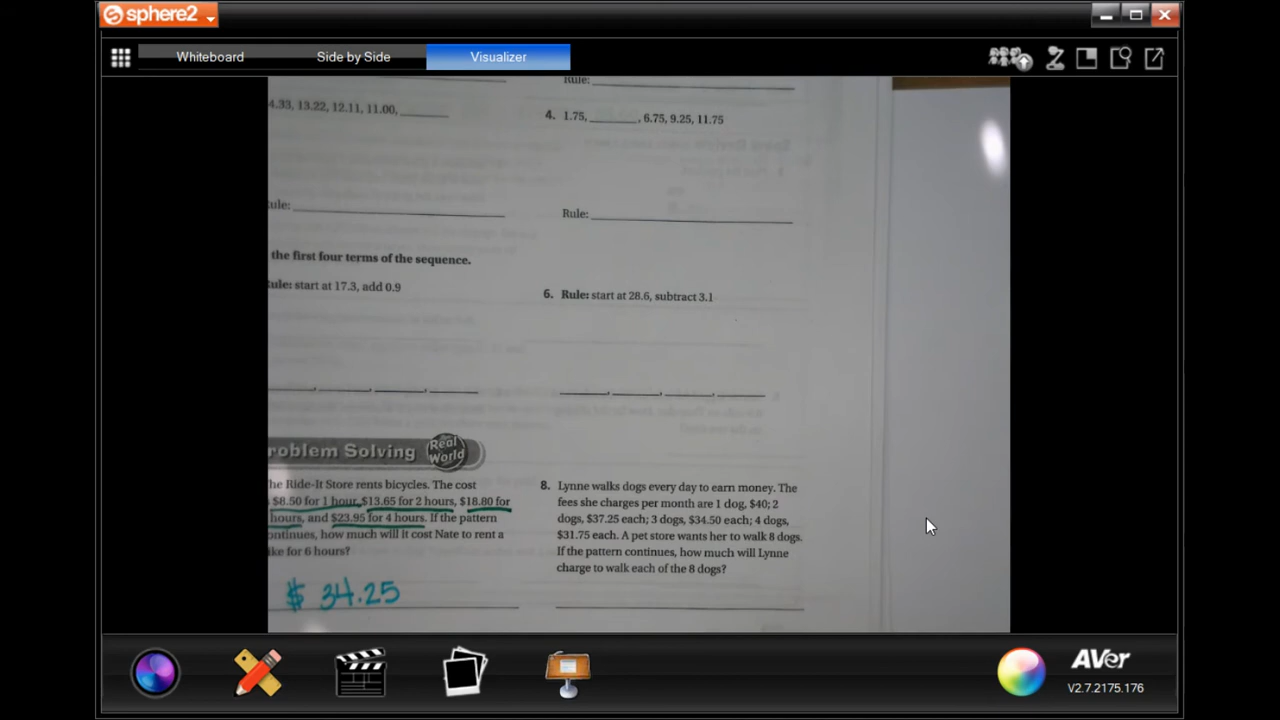 sphere2
Whiteboard
Side by Side
Visualizer
Rule:
4.33, 13.22, 12.11, 11.00,
4. 1.75, , 6.75, 9.25, 11.75
ule:
Rule:
the first four terms of the sequence.
ule: start at 17.3, add 0.9
6. Rule: start at 28.6, subtract 3.1
roblem Solving
Real
World
he Ride-It Store rents bicycles. The cost
$8.50 for 1 hour, $13.65 for 2 hours, $18.80 for
hours, and $23.95 for 4 hours. If the pattern
ontinues, how much will it cost Nate to rent a
ike for 6 hours?
$ 34.25
8. Lynne walks dogs every day to earn money. The
fees she charges per month are 1 dog, $40; 2
dogs, $37.25 each; 3 dogs, $34.50 each; 4 dogs,
$31.75 each. A pet store wants her to walk 8 dogs.
If the pattern continues, how much will Lynne
charge to walk each of the 8 dogs?
AVer
V2.7.2175.176